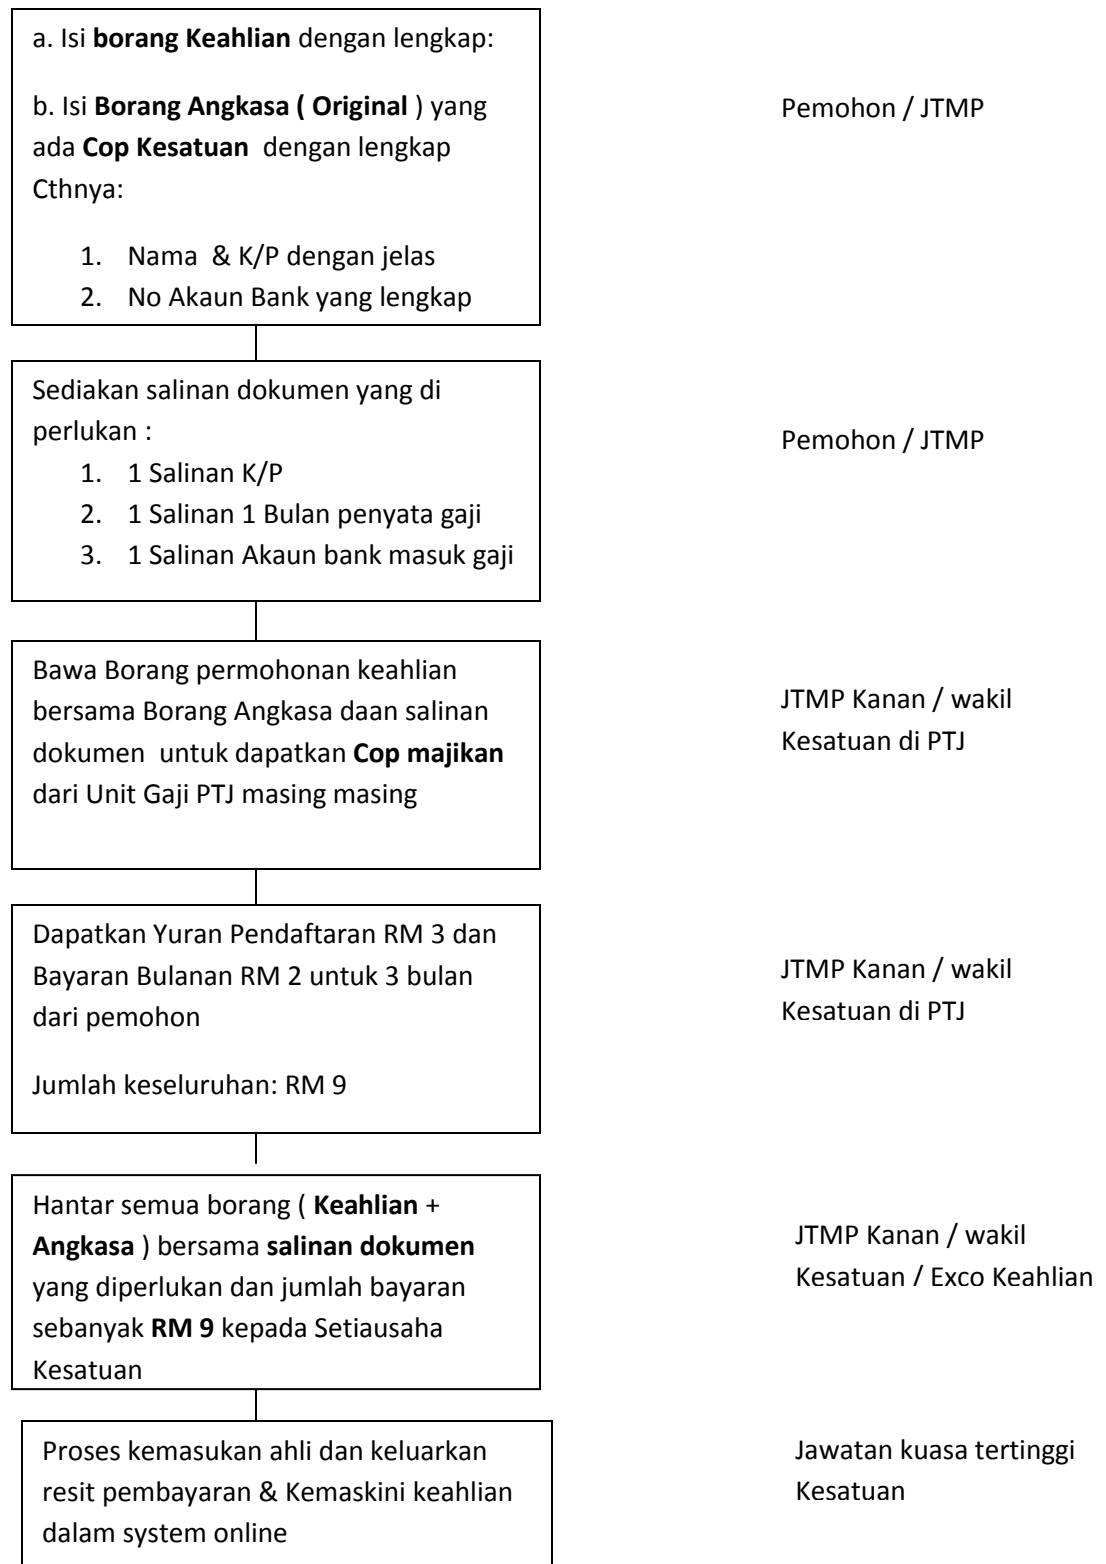 a. Isi borang Keahlian dengan lengkap:
b. Isi Borang Angkasa ( Original ) yang
ada Cop Kesatuan dengan lengkap
Cthnya:
1. Nama & K/P dengan jelas
2. No Akaun Bank yang lengkap
Pemohon / JTMP
Sediakan salinan dokumen yang di
perlukan :
1. 1 Salinan K/P
2. 1 Salinan 1 Bulan penyata gaji
3. 1 Salinan Akaun bank masuk gaji
Pemohon / JTMP
Bawa Borang permohonan keahlian
bersama Borang Angkasa daan salinan
dokumen untuk dapatkan Cop majikan
dari Unit Gaji PTJ masing masing
JTMP Kanan / wakil
Kesatuan di PTJ
Dapatkan Yuran Pendaftaran RM 3 dan
Bayaran Bulanan RM 2 untuk 3 bulan
dari pemohon
Jumlah keseluruhan: RM 9
JTMP Kanan / wakil
Kesatuan di PTJ
Hantar semua borang ( Keahlian +
Angkasa ) bersama salinan dokumen
yang diperlukan dan jumlah bayaran
sebanyak RM 9 kepada Setiausaha
Kesatuan
JTMP Kanan / wakil
Kesatuan / Exco Keahlian
Proses kemasukan ahli dan keluarkan
resit pembayaran & Kemaskini keahlian
dalam system online
Jawatan kuasa tertinggi
Kesatuan